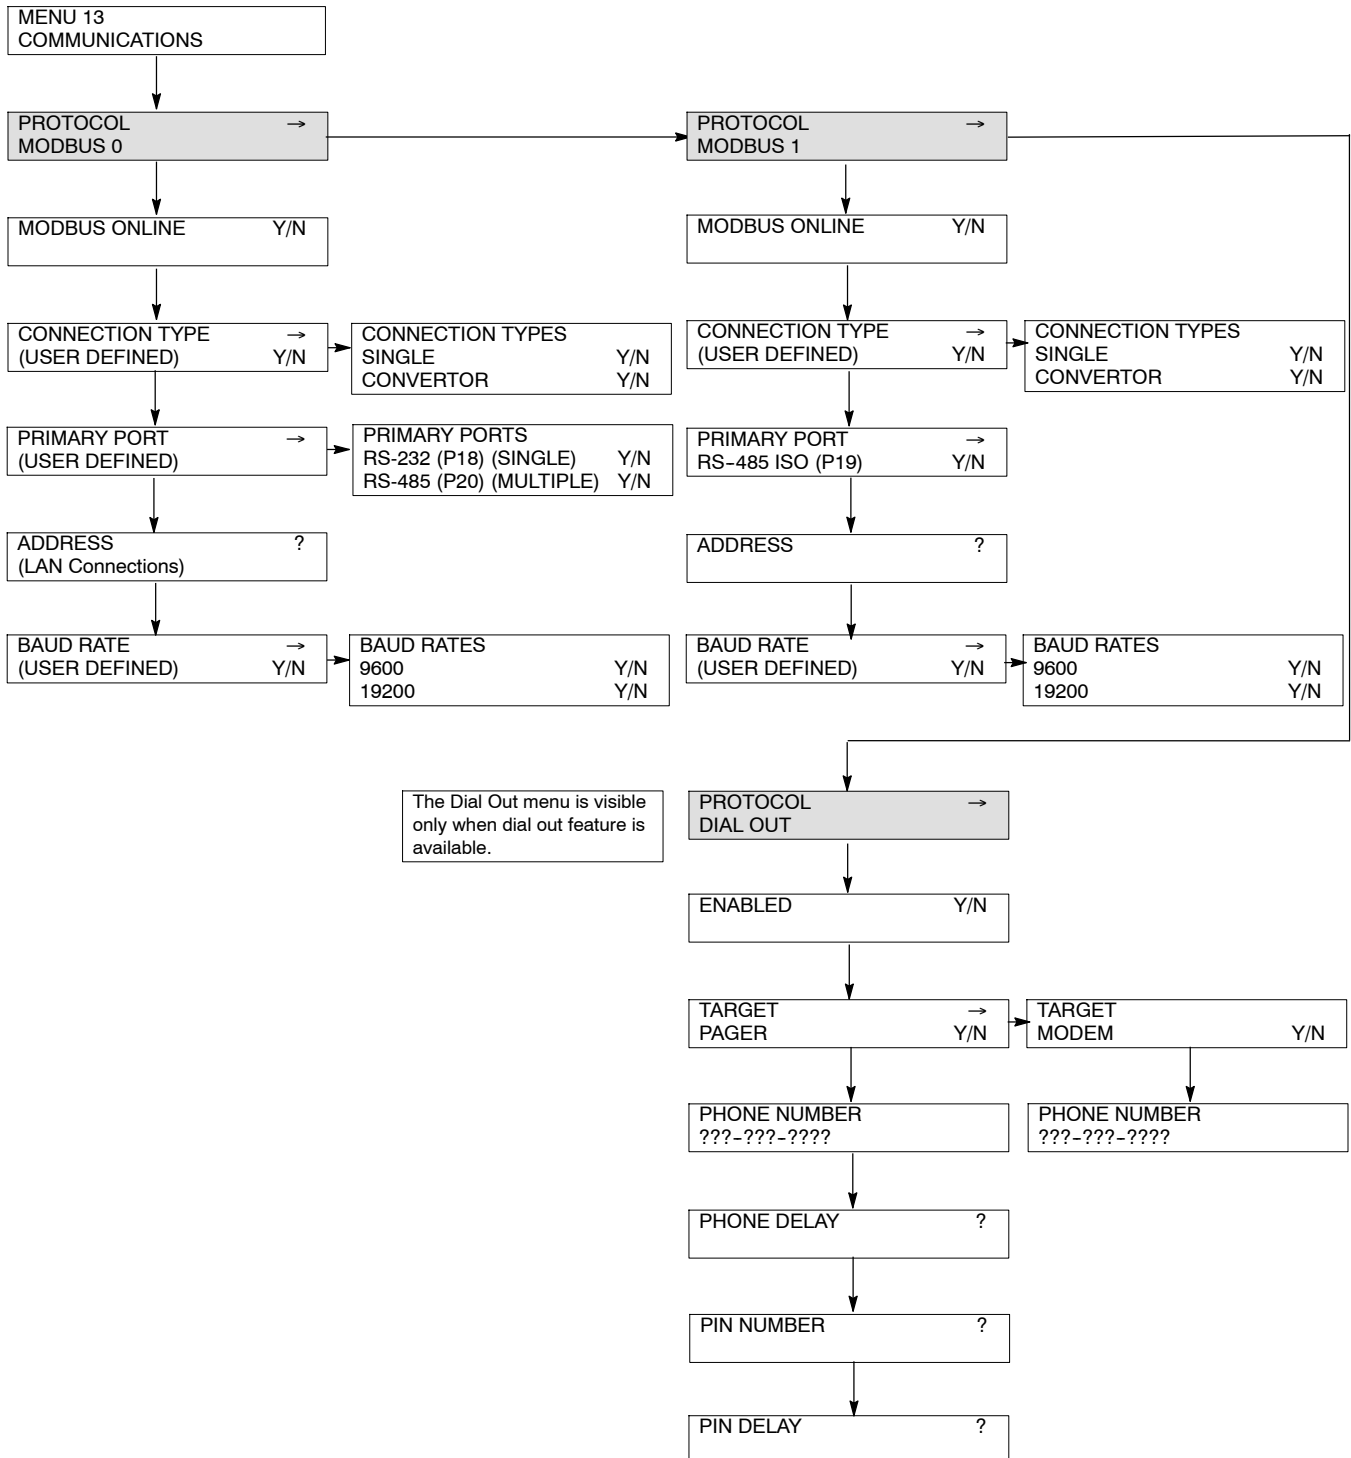 MENU 13
COMMUNICATIONS
PROTOCOL →
MODBUS 0
MODBUS ONLINE Y/N
CONNECTION TYPE →
(USER DEFINED) Y/N
CONNECTION TYPES
SINGLE Y/N
CONVERTOR Y/N
PRIMARY PORT →
(USER DEFINED)
PRIMARY PORTS
RS-232 (P18) (SINGLE) Y/N
RS-485 (P20) (MULTIPLE) Y/N
ADDRESS ?
(LAN Connections)
BAUD RATE →
(USER DEFINED) Y/N
BAUD RATES
9600 Y/N
19200 Y/N
PROTOCOL →
MODBUS 1
MODBUS ONLINE Y/N
CONNECTION TYPE →
(USER DEFINED) Y/N
CONNECTION TYPES
SINGLE Y/N
CONVERTOR Y/N
PRIMARY PORT →
RS-485 ISO (P19) Y/N
ADDRESS ?
BAUD RATE →
(USER DEFINED) Y/N
BAUD RATES
9600 Y/N
19200 Y/N
The Dial Out menu is visible
only when dial out feature is
available.
PROTOCOL →
DIAL OUT
ENABLED Y/N
TARGET →
PAGER Y/N
TARGET
MODEM Y/N
PHONE NUMBER
???-???-????
PHONE NUMBER
???-???-????
PHONE DELAY ?
PIN NUMBER ?
PIN DELAY ?